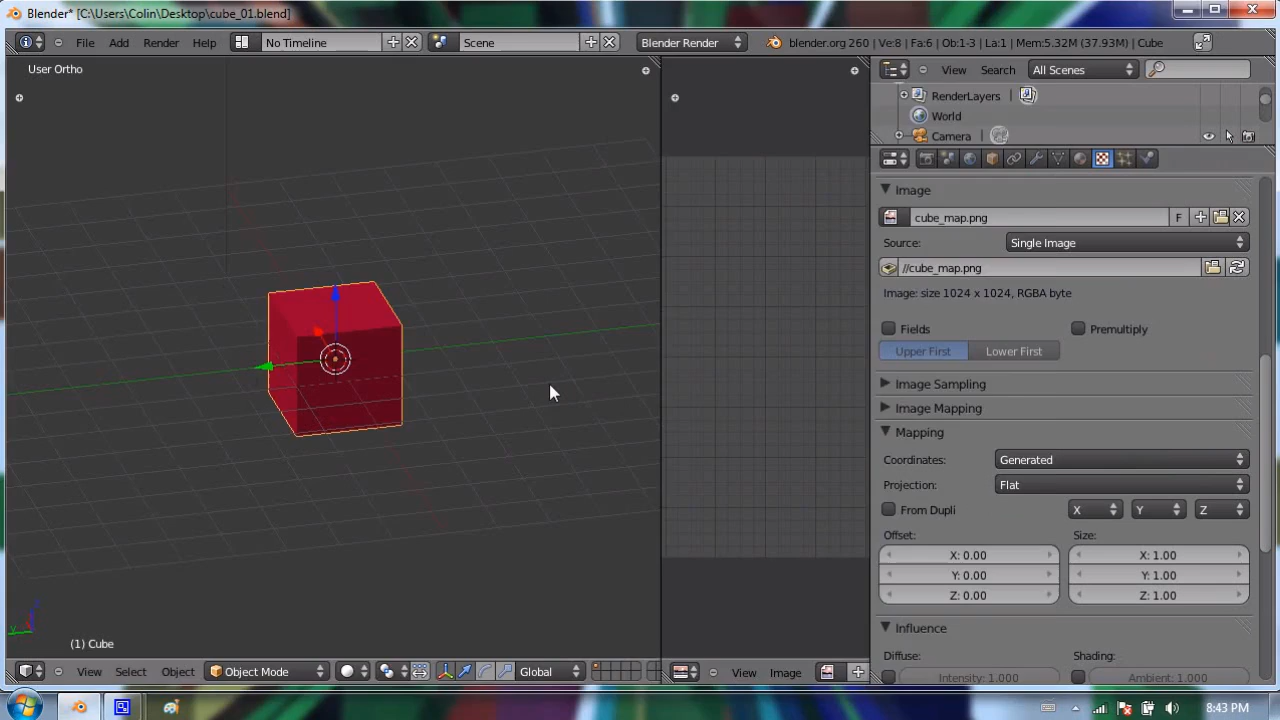 Blender* [C:\Users\Colin\Desktop\cube_01.blend]
File Add Render Help No Timeline Scene Blender Render blender.org 260 | Ve:8 | Fa:6 | Ob:1-3 | La:1 | Mem:5.32M (37.93M) | Cube
User Ortho
View Search All Scenes
RenderLayers
World
Camera
Image
cube_map.png F
Source: Single Image
//cube_map.png
Image: size 1024 x 1024, RGBA byte
Fields Premultiply
Upper First Lower First
Image Sampling
Image Mapping
Mapping
Coordinates: Generated
Projection: Flat
From Dupli X Y Z
Offset: Size:
X: 0.00 X: 1.00
Y: 0.00 Y: 1.00
Z: 0.00 Z: 1.00
Influence
Diffuse: Shading:
Intensity: 1.000 Ambient: 1.000
z
y
(1) Cube
View Select Object Object Mode Global View Image
8:43 PM